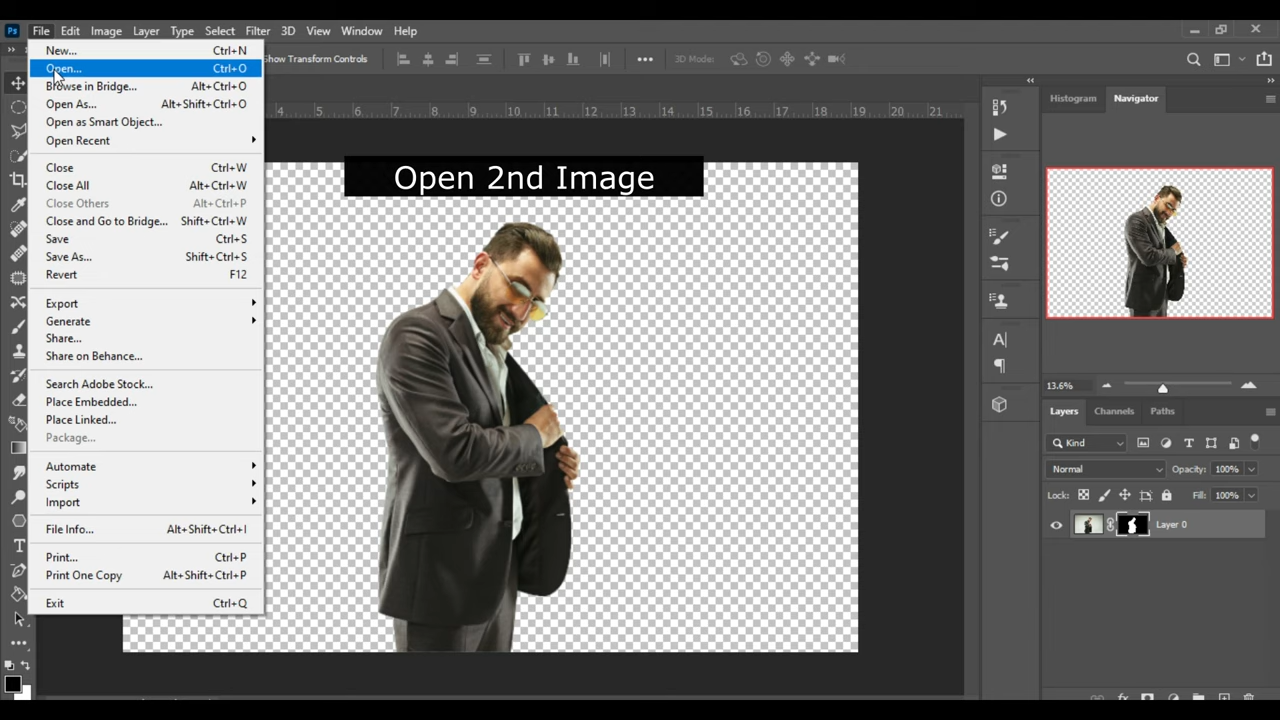 Ps File Edit Image Layer Type Select Filter 3D View Window Help
Show Transform Controls 3D Mode:
New... Ctrl+N
Open... Ctrl+O
Browse in Bridge... Alt+Ctrl+O
Open As... Alt+Shift+Ctrl+O
Open as Smart Object...
Open Recent
Close Ctrl+W
Close All Alt+Ctrl+W
Close Others Alt+Ctrl+P
Close and Go to Bridge... Shift+Ctrl+W
Save Ctrl+S
Save As... Shift+Ctrl+S
Revert F12
Export
Generate
Share...
Share on Behance...
Search Adobe Stock...
Place Embedded...
Place Linked...
Package...
Automate
Scripts
Import
File Info... Alt+Shift+Ctrl+I
Print... Ctrl+P
Print One Copy Alt+Shift+Ctrl+P
Exit Ctrl+Q
4 5 6 7 8 9 10 11 12 13 14 15 16 17 18 19 20 21
Open 2nd Image
Histogram Navigator
13.6%
Layers Channels Paths
Kind
Normal Opacity: 100%
Lock: Fill: 100%
Layer 0